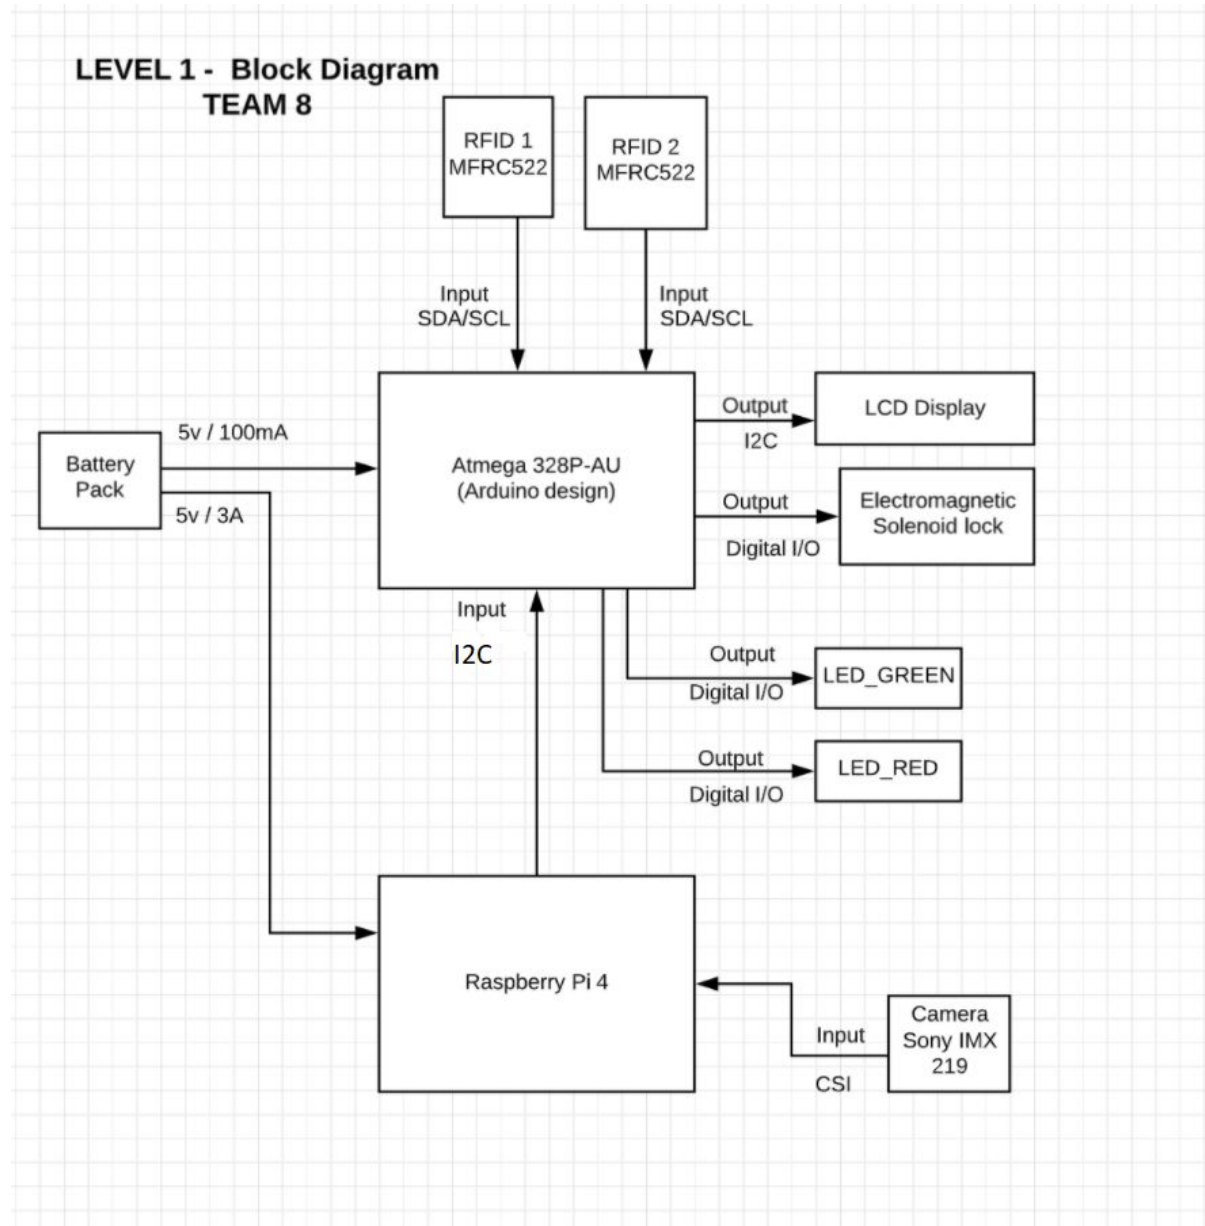 LEVEL 1 - Block Diagram
TEAM 8
RFID 1
MFRC522
RFID 2
MFRC522
Input
SDA/SCL
Input
SDA/SCL
5v / 100mA
Battery
Pack
5v / 3A
Atmega 328P-AU
(Arduino design)
Output
I2C
LCD Display
Output
Digital I/O
Electromagnetic
Solenoid lock
Input
I2C
Output
Digital I/O
LED_GREEN
Output
Digital I/O
LED_RED
Raspberry Pi 4
Input
CSI
Camera
Sony IMX
219